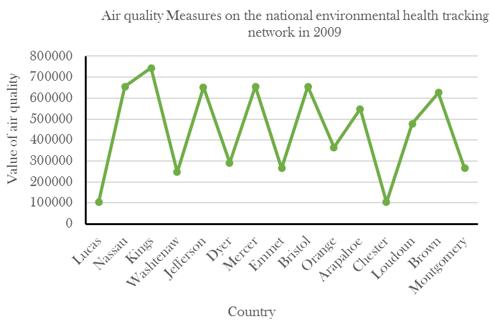 Air quality Measures on the national environmental health tracking
network in 2009
Value of air quality
800000
700000
600000
500000
400000
300000
200000
100000
0
Lucas
Nassau
Kings
Washtenaw
Jefferson
Dyer
Mercer
Emmet
Bristol
Orange
Arapahoe
Chester
Loudoun
Brown
Montgomery
Country